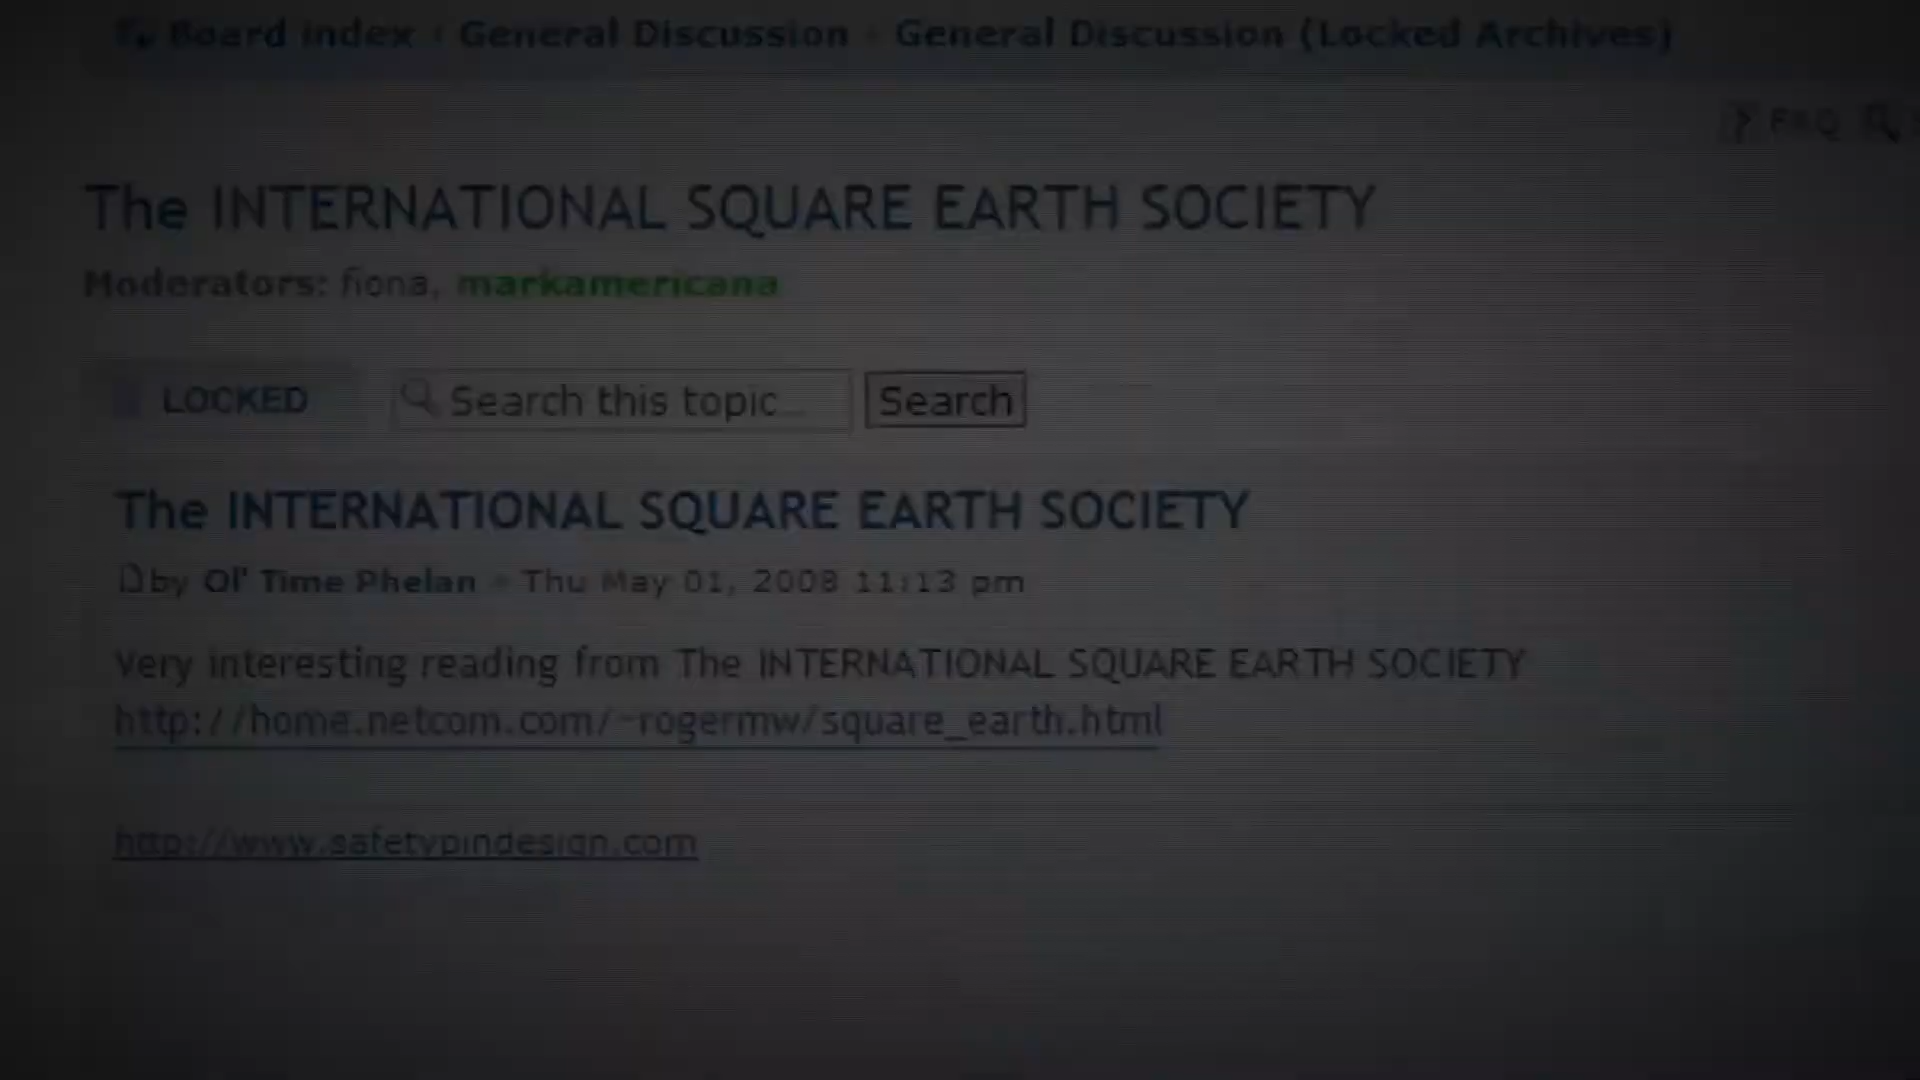 Board index ‹ General Discussion ‹ General Discussion (Locked Archives)
FAQ
The INTERNATIONAL SQUARE EARTH SOCIETY
Moderators: fiona, markamericana
LOCKED
Search this topic...
Search
The INTERNATIONAL SQUARE EARTH SOCIETY
by Ol' Time Phelan » Thu May 01, 2008 11:13 pm
Very interesting reading from The INTERNATIONAL SQUARE EARTH SOCIETY
http://home.netcom.com/~rogermw/square_earth.html
http://www.safetypindesign.com